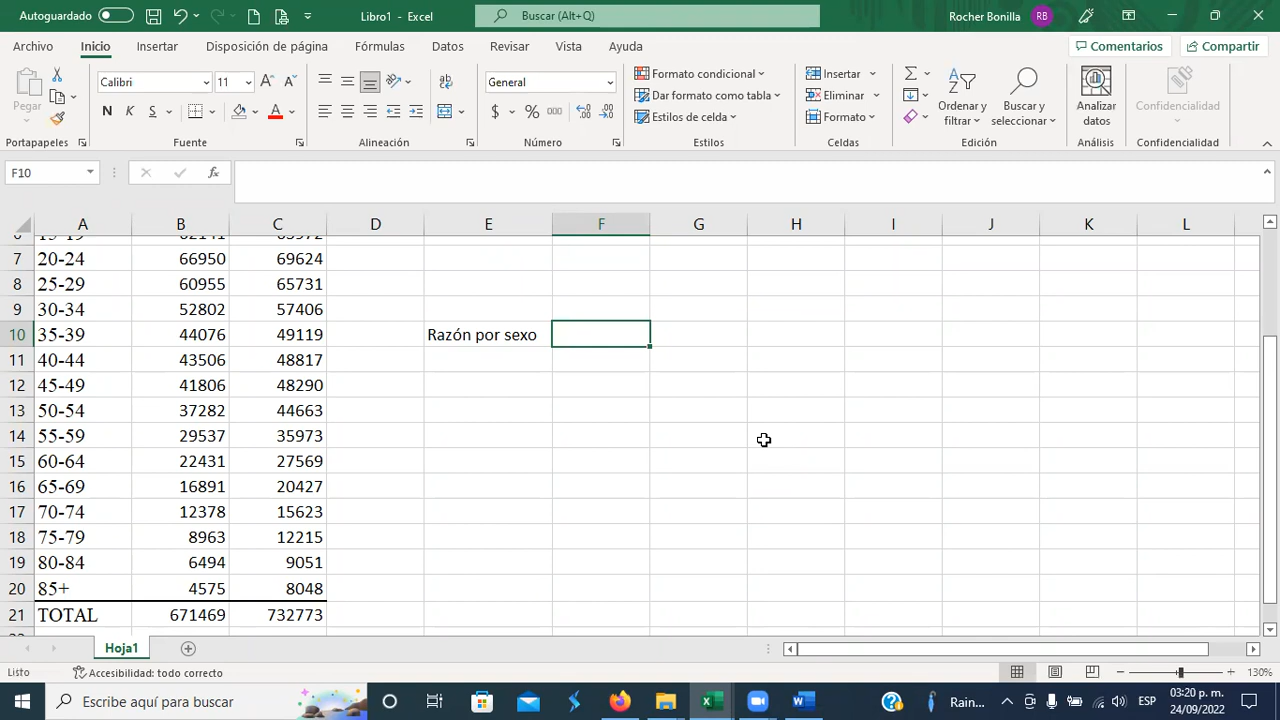 Autoguardado Libro1 - Excel Buscar (Alt+Q) Rocher Bonilla RB
Archivo Inicio Insertar Disposición de página Fórmulas Datos Revisar Vista Ayuda Comentarios Compartir
Pegar Calibri 11 General Formato condicional Dar formato como tabla Estilos de celda Insertar Eliminar Formato Ordenar y filtrar Buscar y seleccionar Analizar datos Confidencialidad
Portapapeles Fuente Alineación Número Estilos Celdas Edición Análisis Confidencialidad
F10
A B C D E F G H I J K L
7 20-24 66950 69624
8 25-29 60955 65731
9 30-34 52802 57406
10 35-39 44076 49119 Razón por sexo
11 40-44 43506 48817
12 45-49 41806 48290
13 50-54 37282 44663
14 55-59 29537 35973
15 60-64 22431 27569
16 65-69 16891 20427
17 70-74 12378 15623
18 75-79 8963 12215
19 80-84 6494 9051
20 85+ 4575 8048
21 TOTAL 671469 732773
Hoja1
Listo Accesibilidad: todo correcto 130%
Escribe aquí para buscar Rain... ESP 03:20 p. m.
24/09/2022